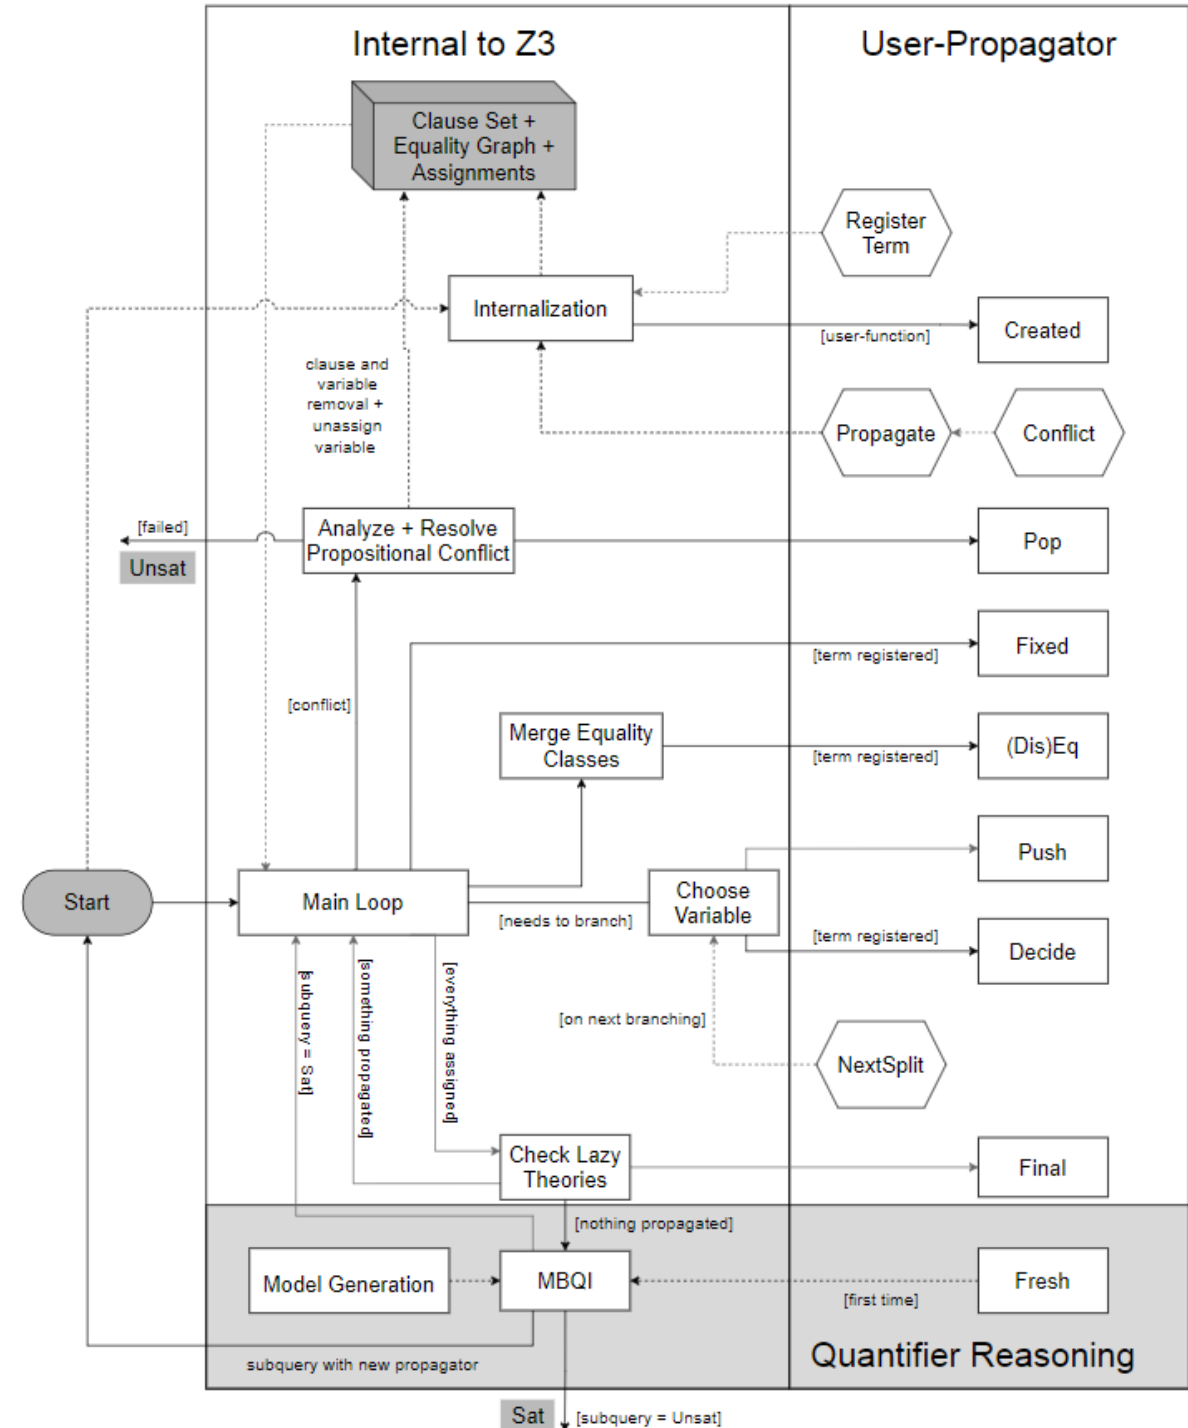 Internal to Z3
User-Propagator
Clause Set +
Equality Graph +
Assignments
Register
Term
Internalization
[user-function]
Created
clause and
variable
removal +
unassign
variable
Propagate
Conflict
[failed]
Unsat
Analyze + Resolve
Propositional Conflict
Pop
[term registered]
Fixed
[conflict]
Merge Equality
Classes
[term registered]
(Dis)Eq
Push
Start
Main Loop
[needs to branch]
Choose
Variable
[term registered]
Decide
[subquery = Sat]
[something propagated]
[everything assigned]
[on next branching]
NextSplit
Check Lazy
Theories
Final
[nothing propagated]
Model Generation
MBQI
[first time]
Fresh
subquery with new propagator
Quantifier Reasoning
Sat
[subquery = Unsat]